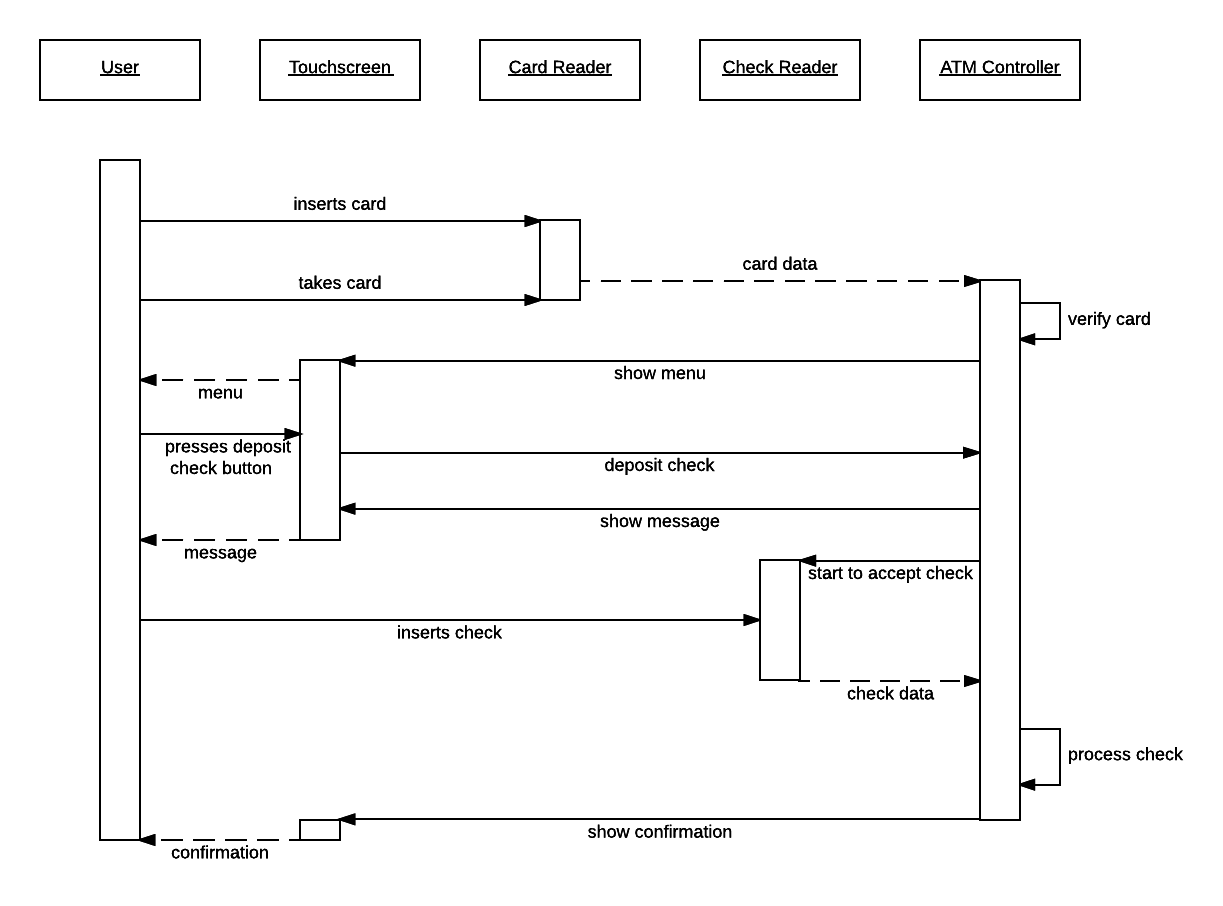 User
Touchscreen
Card Reader
Check Reader
ATM Controller
inserts card
card data
takes card
verify card
show menu
menu
presses deposit
check button
deposit check
show message
message
start to accept check
inserts check
check data
process check
show confirmation
confirmation